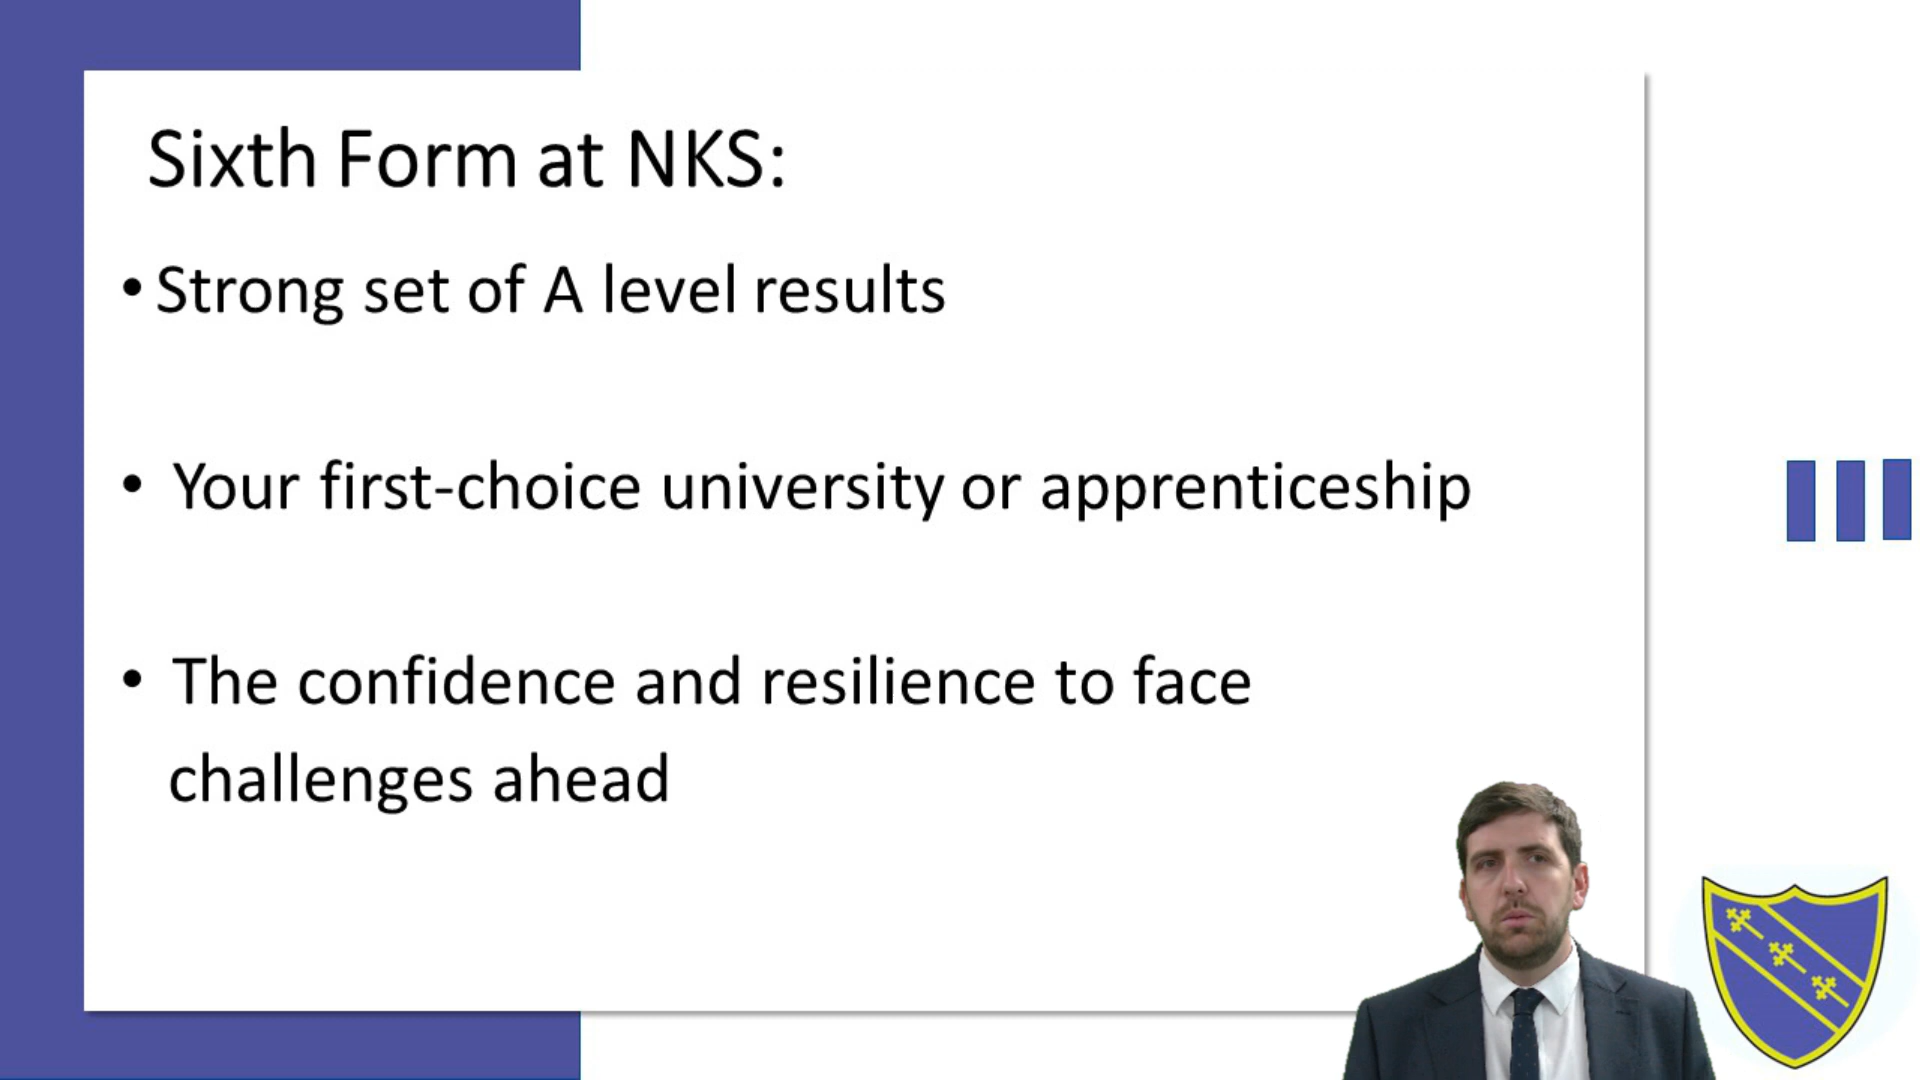 Sixth Form at NKS:
• Strong set of A level results
• Your first-choice university or apprenticeship
• The confidence and resilience to face
challenges ahead